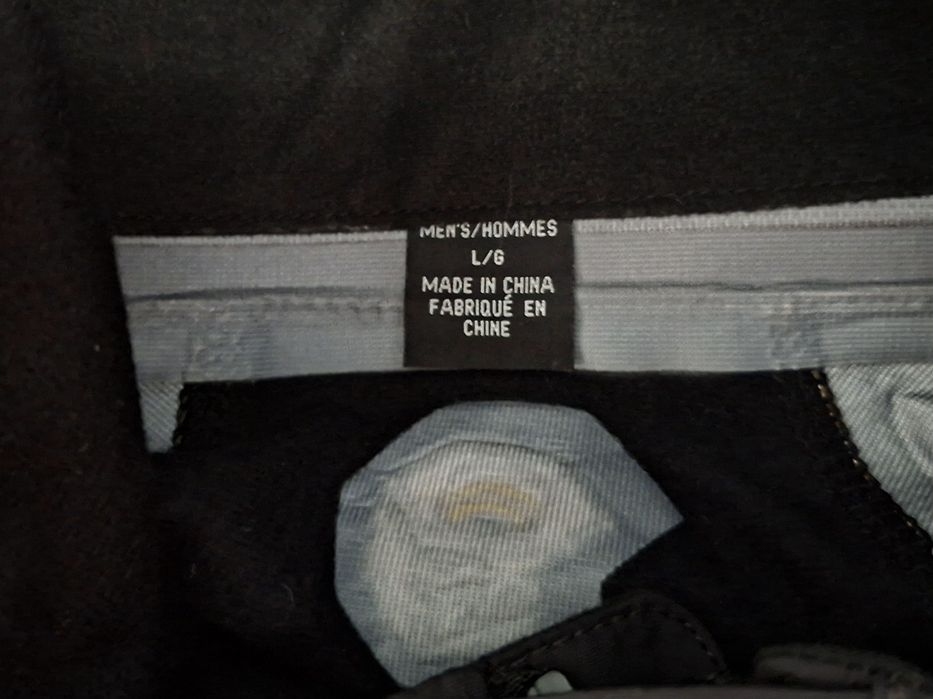 MEN'S/HOMMES
L/G
MADE IN CHINA
FABRIQUÉ EN
CHINE